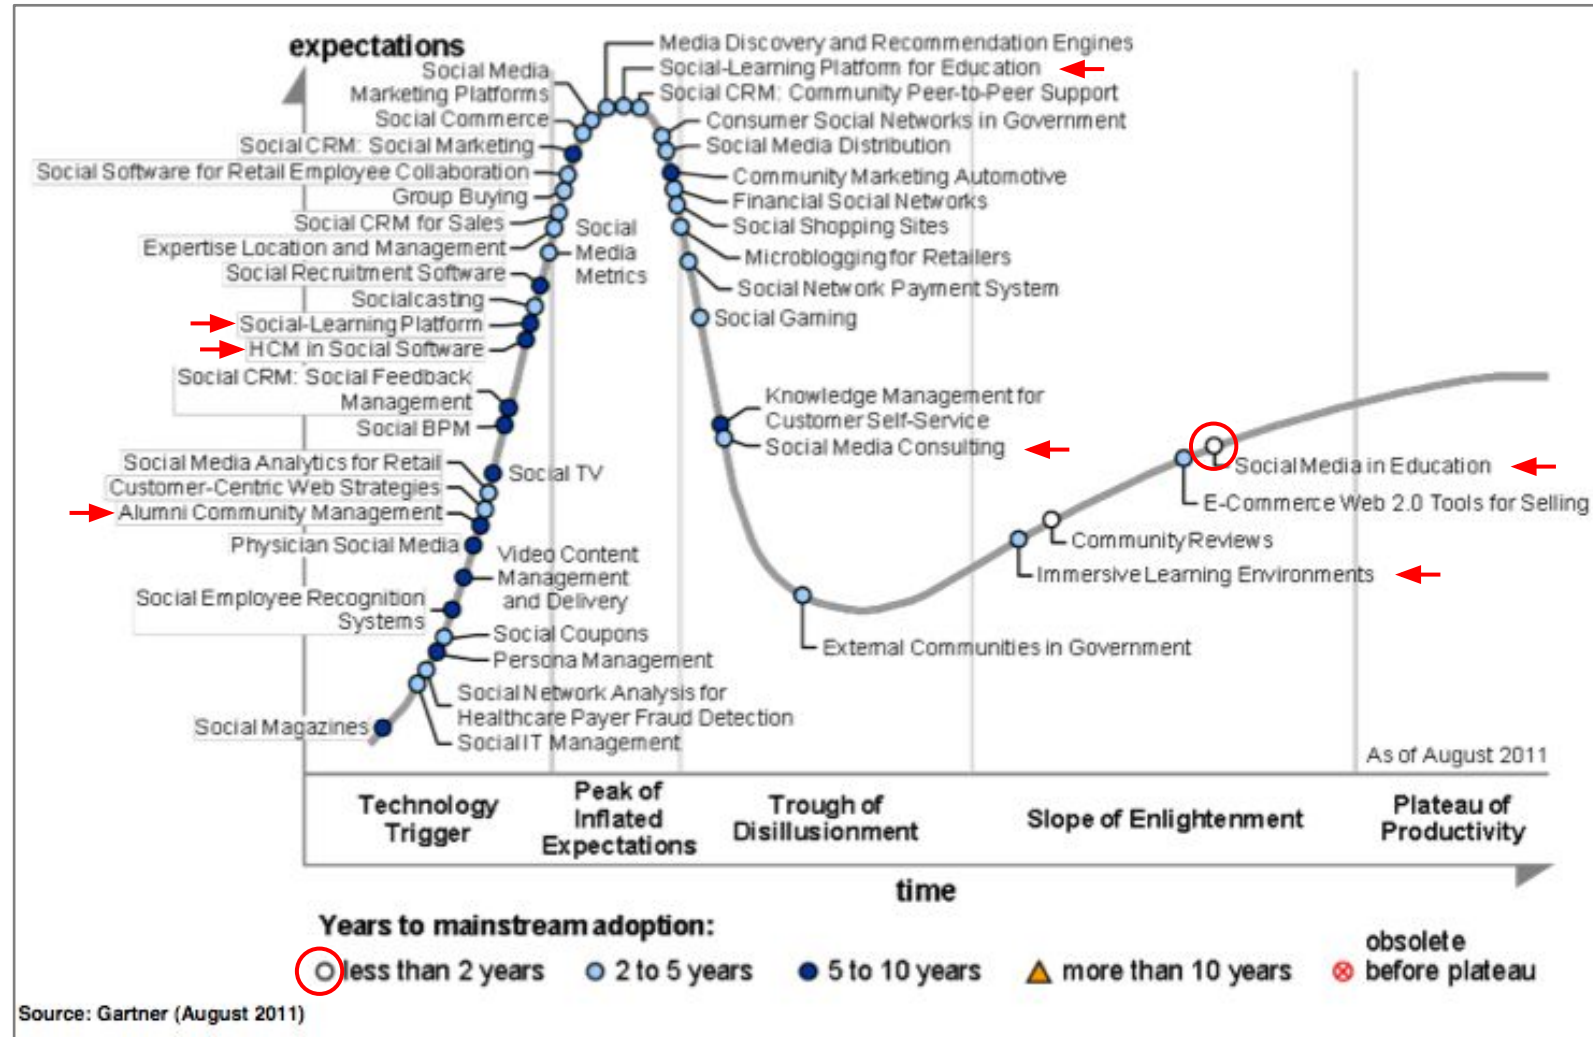 expectations
Media Discovery and Recommendation Engines
Social-Learning Platform for Education
Social CRM: Community Peer-to-Peer Support
Social Media
Marketing Platforms
Social Commerce
Social CRM: Social Marketing
Social Software for Retail Employee Collaboration
Group Buying
Social CRM for Sales
Expertise Location and Management
Social Recruitment Software
Socialcasting
Social-Learning Platform
HCM in Social Software
Social CRM: Social Feedback
Management
Social BPM
Social Media Analytics for Retail
Customer-Centric Web Strategies
Alumni Community Management
Physician Social Media
Social Employee Recognition
Systems
Social Magazines
Social
Media
Metrics
Social TV
Video Content
Management
and Delivery
Social Coupons
Persona Management
Social Network Analysis for
Healthcare Payer Fraud Detection
Social IT Management
Consumer Social Networks in Government
Social Media Distribution
Community Marketing Automotive
Financial Social Networks
Social Shopping Sites
Microblogging for Retailers
Social Network Payment System
Social Gaming
Knowledge Management for
Customer Self-Service
Social Media Consulting
External Communities in Government
Social Media in Education
E-Commerce Web 2.0 Tools for Selling
Community Reviews
Immersive Learning Environments
As of August 2011
Technology
Trigger
Peak of
Inflated
Expectations
Trough of
Disillusionment
Slope of Enlightenment
Plateau of
Productivity
time
Years to mainstream adoption:
less than 2 years
2 to 5 years
5 to 10 years
more than 10 years
obsolete
before plateau
Source: Gartner (August 2011)